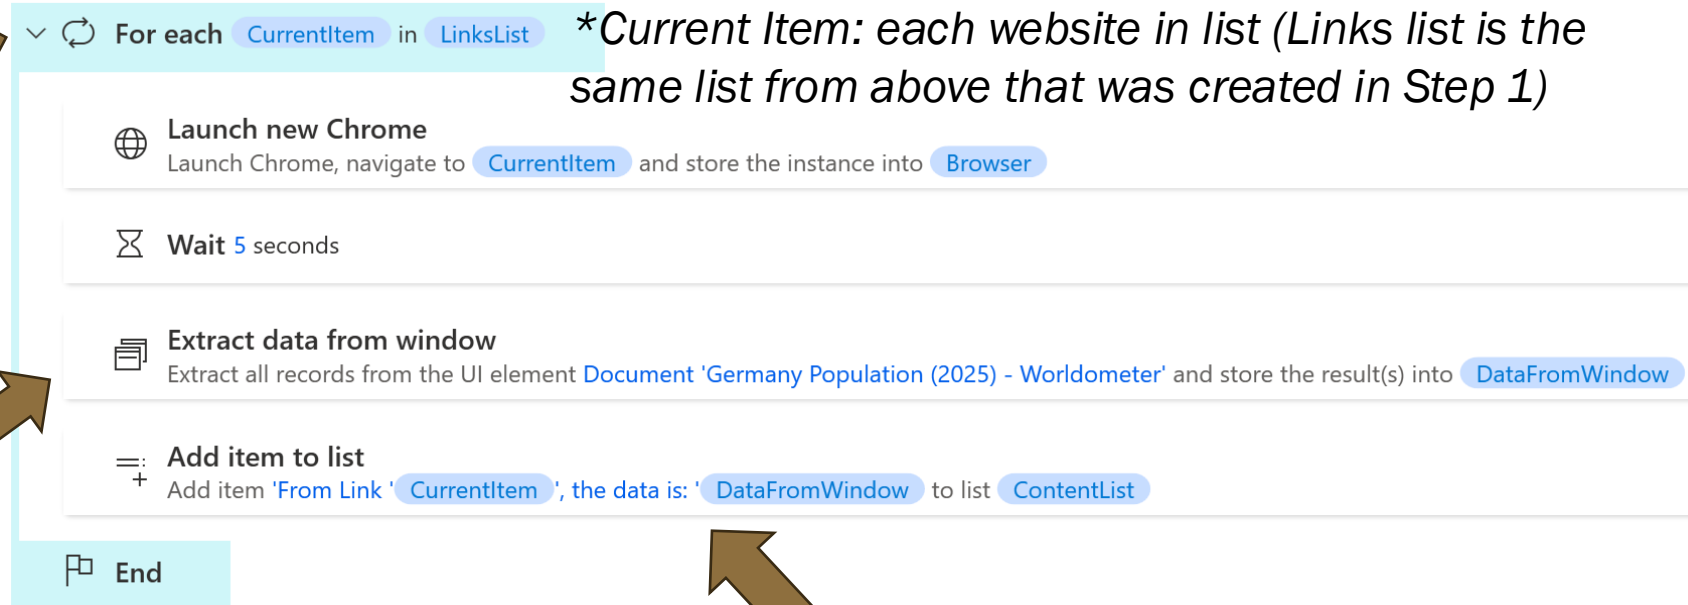 For each CurrentItem in LinksList
*Current Item: each website in list (Links list is the
same list from above that was created in Step 1)
Launch new Chrome
Launch Chrome, navigate to CurrentItem and store the instance into Browser
Wait 5 seconds
Extract data from window
Extract all records from the UI element Document 'Germany Population (2025) - Worldometer' and store the result(s) into DataFromWindow
Add item to list
Add item 'From Link ' CurrentItem ', the data is: ' DataFromWindow to list ContentList
End